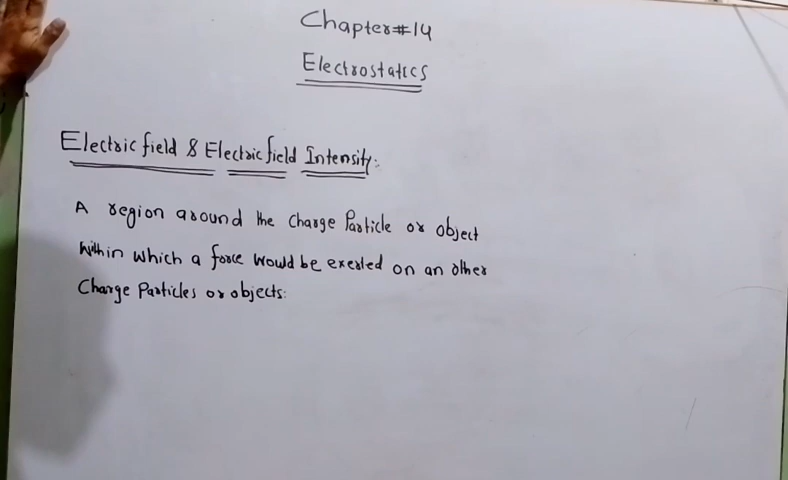 Chapter#14
Electrostatics
Electric field & Electric field Intensity:
A region around the Charge Particle or object
Within which a force would be exerted on an other
Charge Particles or objects: